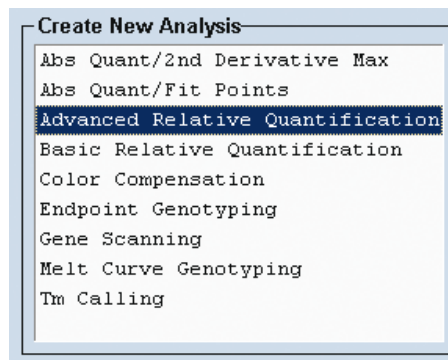 Create New Analysis
Abs Quant/2nd Derivative Max
Abs Quant/Fit Points
Advanced Relative Quantification
Basic Relative Quantification
Color Compensation
Endpoint Genotyping
Gene Scanning
Melt Curve Genotyping
Tm Calling